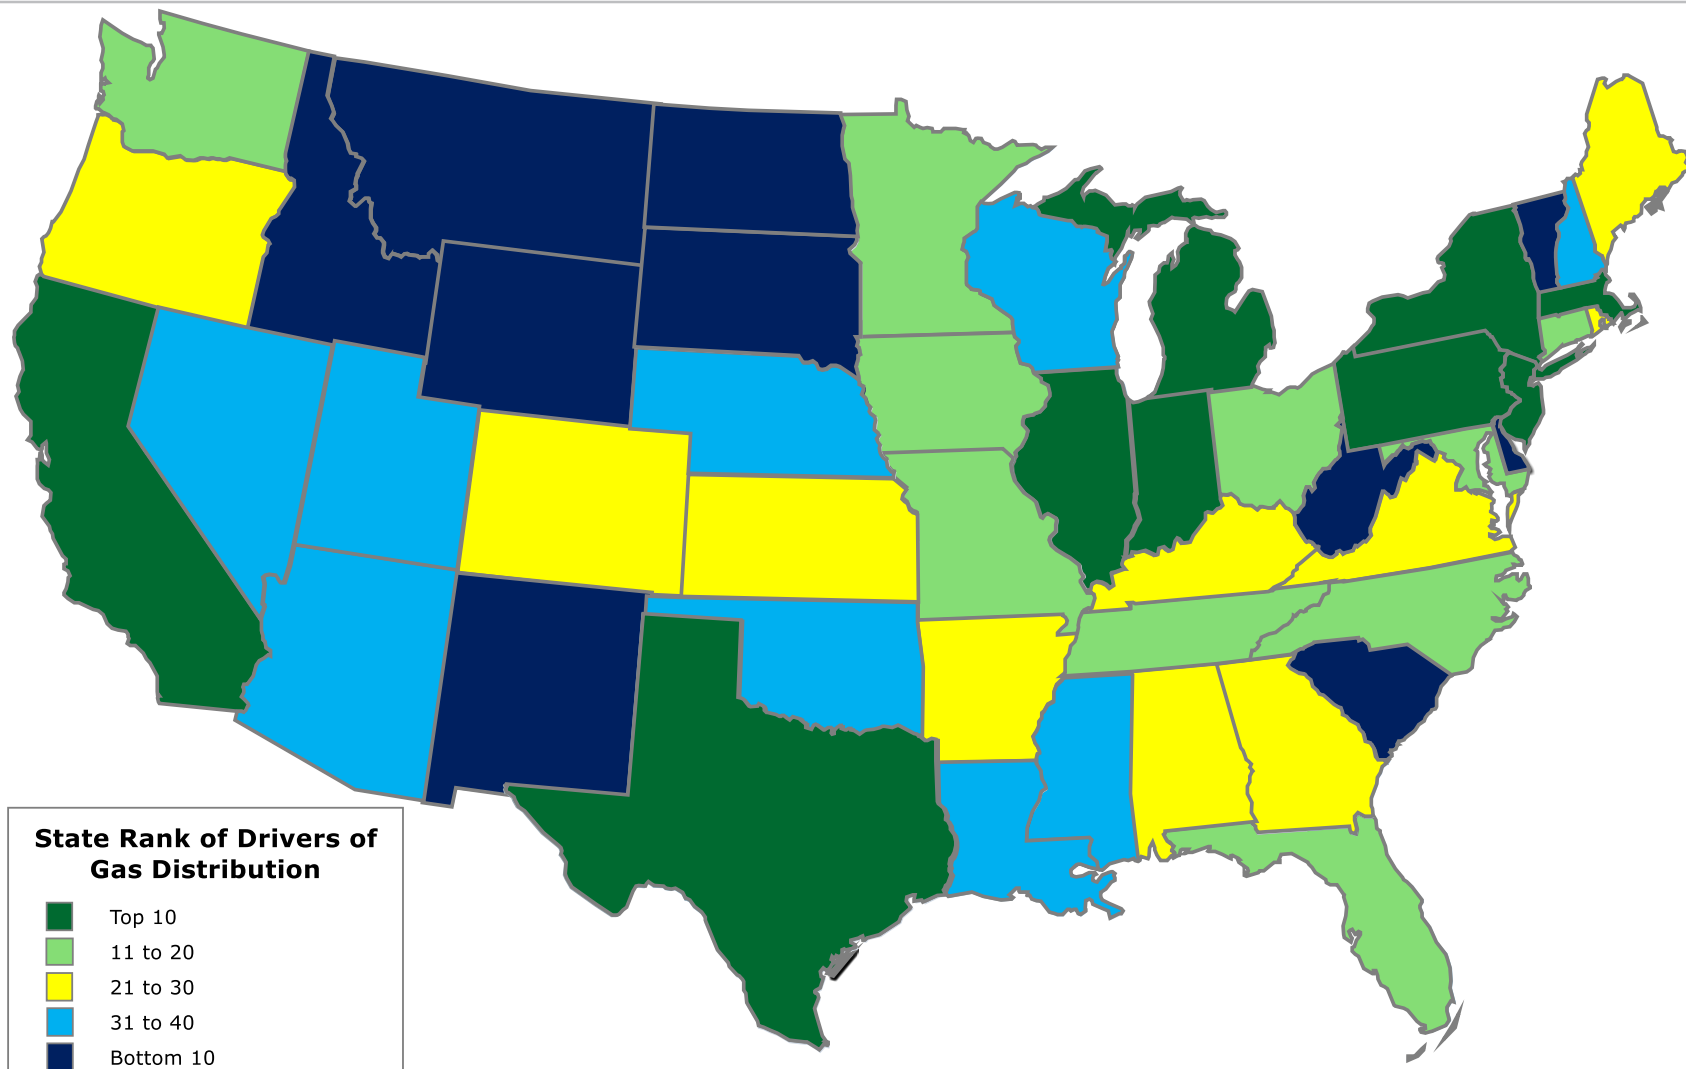 State Rank of Drivers of
Gas Distribution
Top 10
11 to 20
21 to 30
31 to 40
Bottom 10